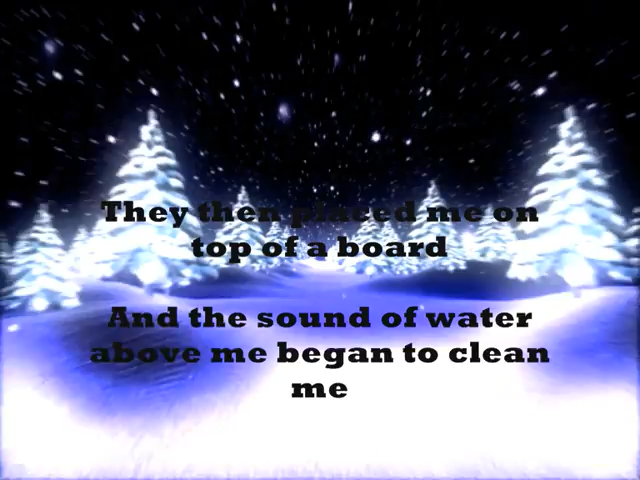 They then placed me on
top of a board
And the sound of water
above me began to clean
me